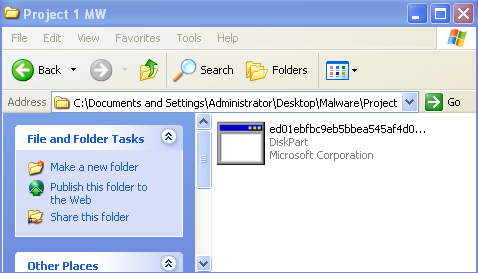 Project 1 MW
File Edit View Favorites Tools Help
Back Search Folders
Address C:\Documents and Settings\Administrator\Desktop\Malware\Project Go
File and Folder Tasks
Make a new folder
Publish this folder to
the Web
Share this folder
Other Places
ed01ebfbc9eb5bbea545af4d0...
DiskPart
Microsoft Corporation